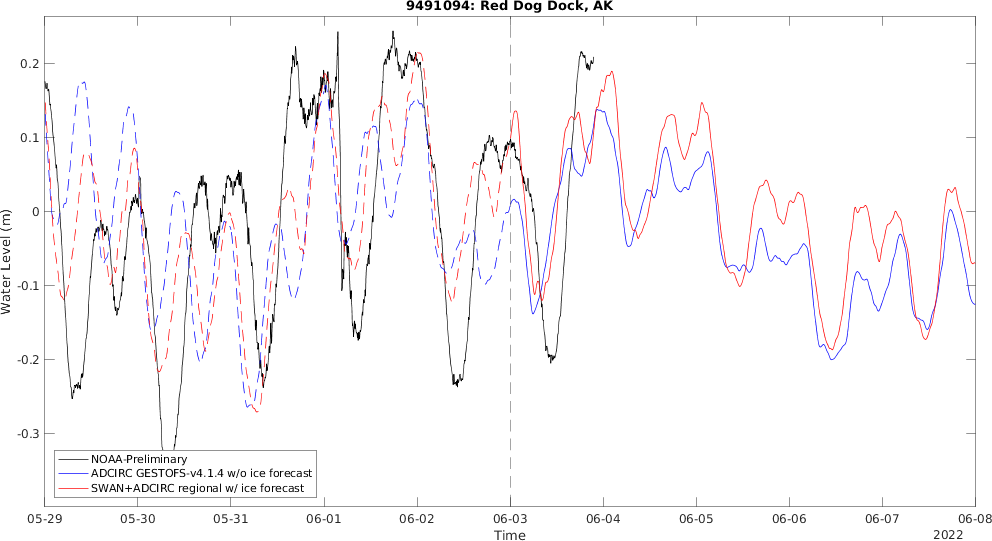 9491094: Red Dog Dock, AK
Water Level (m)
0.2
0.1
0
-0.1
-0.2
-0.3
NOAA-Preliminary
ADCIRC GESTOFS-v4.1.4 w/o ice forecast
SWAN+ADCIRC regional w/ ice forecast
05-29 05-30 05-31 06-01 06-02 06-03 06-04 06-05 06-06 06-07 06-08
Time
2022